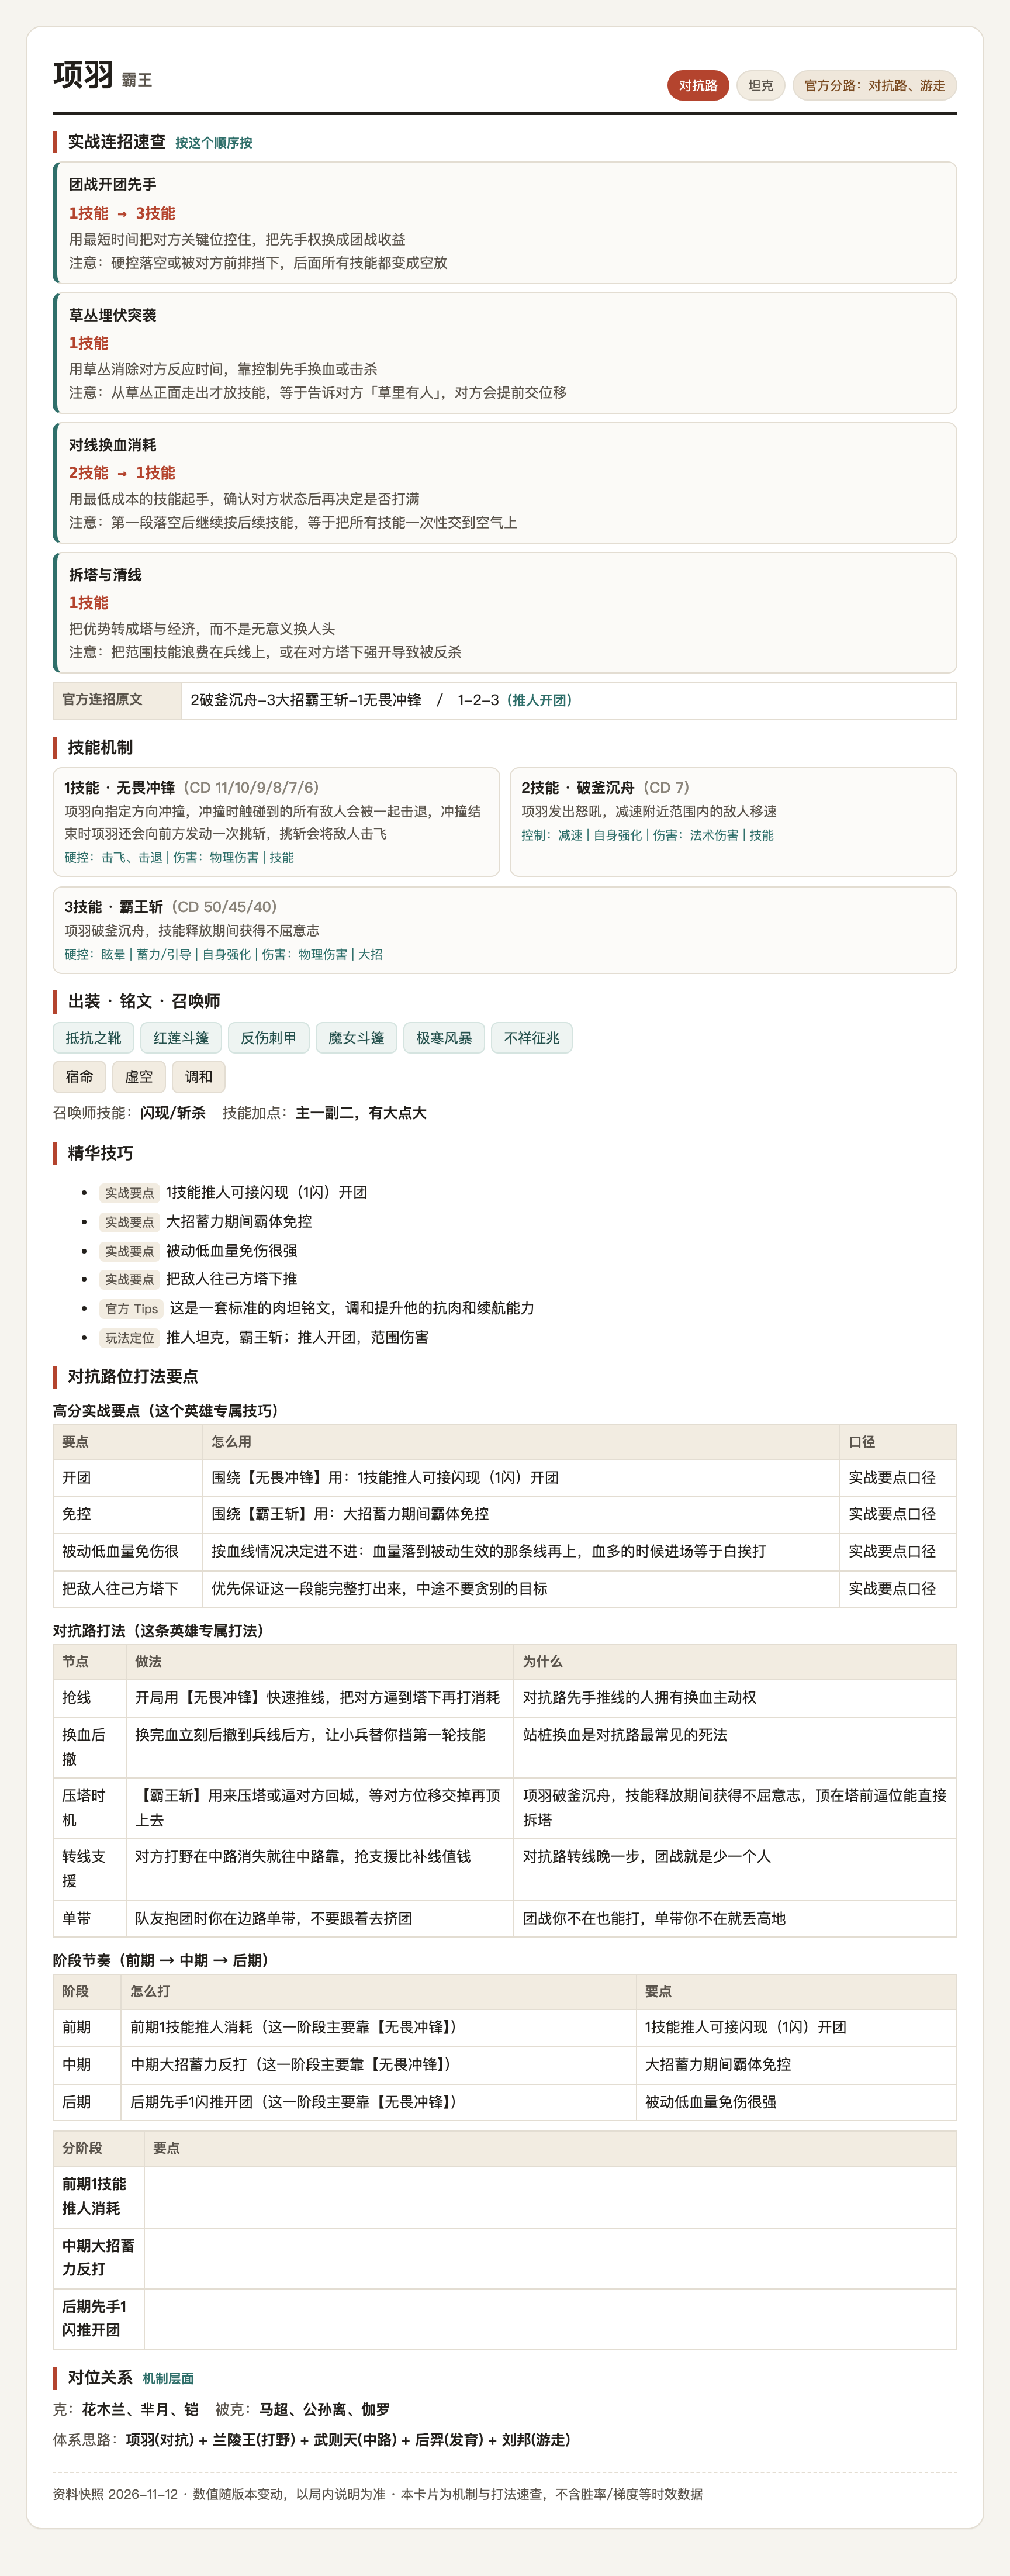 项羽 霸王
对抗路 坦克 官方分路：对抗路、游走
实战连招速查 按这个顺序按
团战开团先手
1技能 → 3技能
用最短时间把对方关键位控住，把先手权换成团战收益
注意：硬控落空或被对方前排挡下，后面所有技能都变成空放
草丛埋伏突袭
1技能
用草丛消除对方反应时间，靠控制先手换血或击杀
注意：从草丛正面走出才放技能，等于告诉对方「草里有人」，对方会提前交位移
对线换血消耗
2技能 → 1技能
用最低成本的技能起手，确认对方状态后再决定是否打满
注意：第一段落空后继续按后续技能，等于把所有技能一次性交到空气上
拆塔与清线
1技能
把优势转成塔与经济，而不是无意义换人头
注意：把范围技能浪费在兵线上，或在对方塔下强开导致被反杀
官方连招原文 2破釜沉舟-3大招霸王斩-1无畏冲锋 / 1-2-3（推人开团）
技能机制
1技能 · 无畏冲锋（CD 11/10/9/8/7/6）
项羽向指定方向冲撞，冲撞时触碰到的所有敌人会被一起击退，冲撞结
束时项羽还会向前方发动一次挑斩，挑斩会将敌人击飞
硬控：击飞、击退 | 伤害：物理伤害 | 技能
2技能 · 破釜沉舟（CD 7）
项羽发出怒吼，减速附近范围内的敌人移速
控制：减速 | 自身强化 | 伤害：法术伤害 | 技能
3技能 · 霸王斩（CD 50/45/40）
项羽破釜沉舟，技能释放期间获得不屈意志
硬控：眩晕 | 蓄力/引导 | 自身强化 | 伤害：物理伤害 | 大招
出装 · 铭文 · 召唤师
抵抗之靴 红莲斗篷 反伤刺甲 魔女斗篷 极寒风暴 不祥征兆
宿命 虚空 调和
召唤师技能：闪现/斩杀 技能加点：主一副二，有大点大
精华技巧
• 实战要点 1技能推人可接闪现（1闪）开团
• 实战要点 大招蓄力期间霸体免控
• 实战要点 被动低血量免伤很强
• 实战要点 把敌人往己方塔下推
• 官方 Tips 这是一套标准的肉坦铭文，调和提升他的抗肉和续航能力
• 玩法定位 推人坦克，霸王斩；推人开团，范围伤害
对抗路位打法要点
高分实战要点（这个英雄专属技巧）
要点 怎么用 口径
开团 围绕【无畏冲锋】用：1技能推人可接闪现（1闪）开团 实战要点口径
免控 围绕【霸王斩】用：大招蓄力期间霸体免控 实战要点口径
被动低血量免伤很 按血线情况决定进不进：血量落到被动生效的那条线再上，血多的时候进场等于白挨打 实战要点口径
把敌人往己方塔下 优先保证这一段能完整打出来，中途不要贪别的目标 实战要点口径
对抗路打法（这条英雄专属打法）
节点 做法 为什么
抢线 开局用【无畏冲锋】快速推线，把对方逼到塔下再打消耗 对抗路先手推线的人拥有换血主动权
换血后
撤 换完血立刻后撤到兵线后方，让小兵替你挡第一轮技能 站桩换血是对抗路最常见的死法
压塔时
机 【霸王斩】用来压塔或逼对方回城，等对方位移交掉再顶
上去 项羽破釜沉舟，技能释放期间获得不屈意志，顶在塔前逼位能直接
拆塔
转线支
援 对方打野在中路消失就往中路靠，抢支援比补线值钱 对抗路转线晚一步，团战就是少一个人
单带 队友抱团时你在边路单带，不要跟着去挤团 团战你不在也能打，单带你不在就丢高地
阶段节奏（前期 → 中期 → 后期）
阶段 怎么打 要点
前期 前期1技能推人消耗（这一阶段主要靠【无畏冲锋】） 1技能推人可接闪现（1闪）开团
中期 中期大招蓄力反打（这一阶段主要靠【无畏冲锋】） 大招蓄力期间霸体免控
后期 后期先手1闪推开团（这一阶段主要靠【无畏冲锋】） 被动低血量免伤很强
分阶段 要点
前期1技能
推人消耗
中期大招蓄
力反打
后期先手1
闪推开团
对位关系 机制层面
克：花木兰、芈月、铠 被克：马超、公孙离、伽罗
体系思路：项羽(对抗) + 兰陵王(打野) + 武则天(中路) + 后羿(发育) + 刘邦(游走)
资料快照 2026-11-12 · 数值随版本变动，以局内说明为准 · 本卡片为机制与打法速查，不含胜率/梯度等时效数据